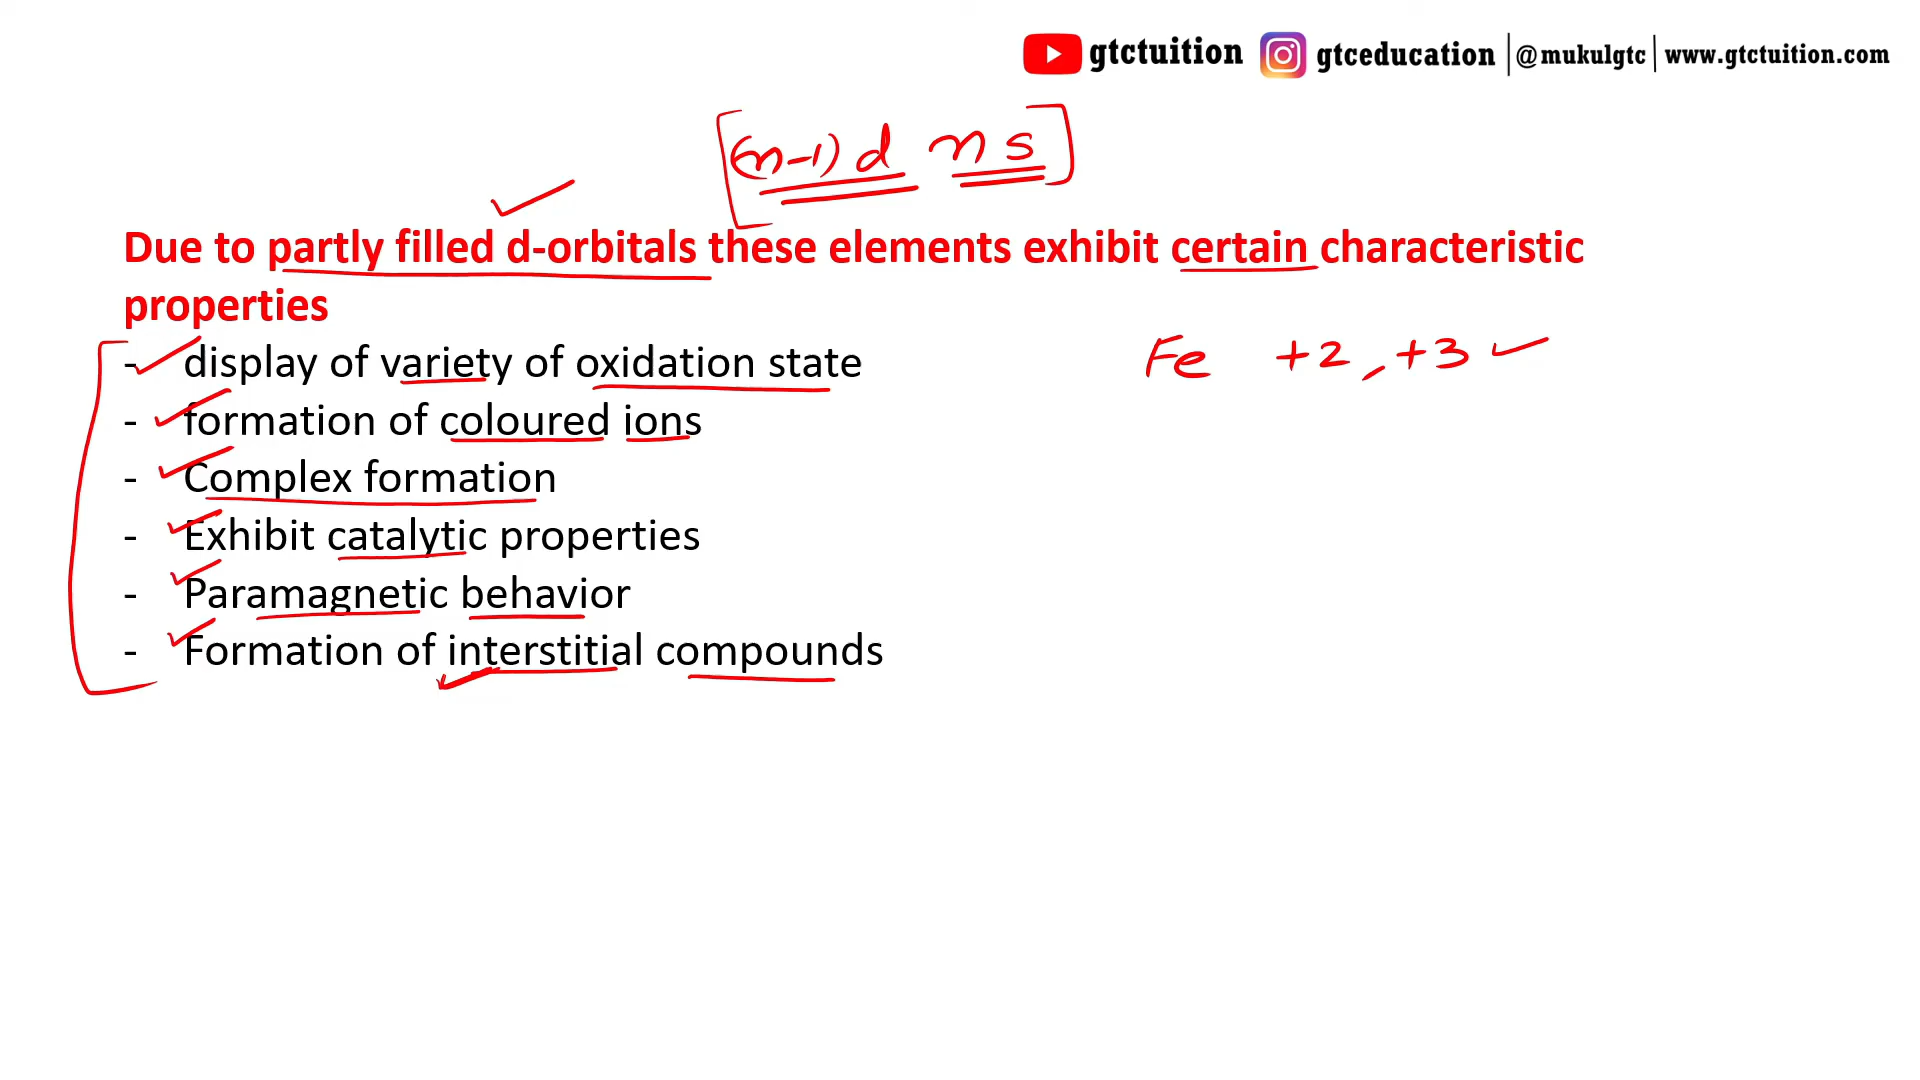 gtctuition gtceducation | @mukulgtc | www.gtctuition.com
[(n-1) d n s]
Due to partly filled d-orbitals these elements exhibit certain characteristic
properties
- display of variety of oxidation state
Fe +2, +3
- formation of coloured ions
- Complex formation
- Exhibit catalytic properties
- Paramagnetic behavior
- Formation of interstitial compounds